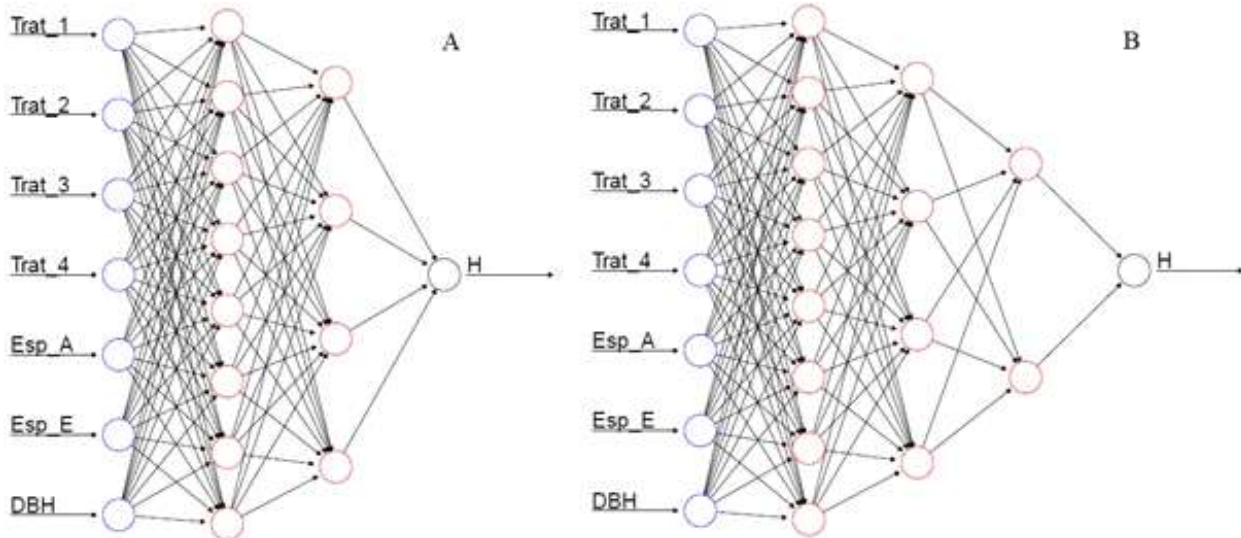 Trat_1
Trat_2
Trat_3
Trat_4
Esp_A
Esp_E
DBH
A
H
Trat_1
Trat_2
Trat_3
Trat_4
Esp_A
Esp_E
DBH
B
H